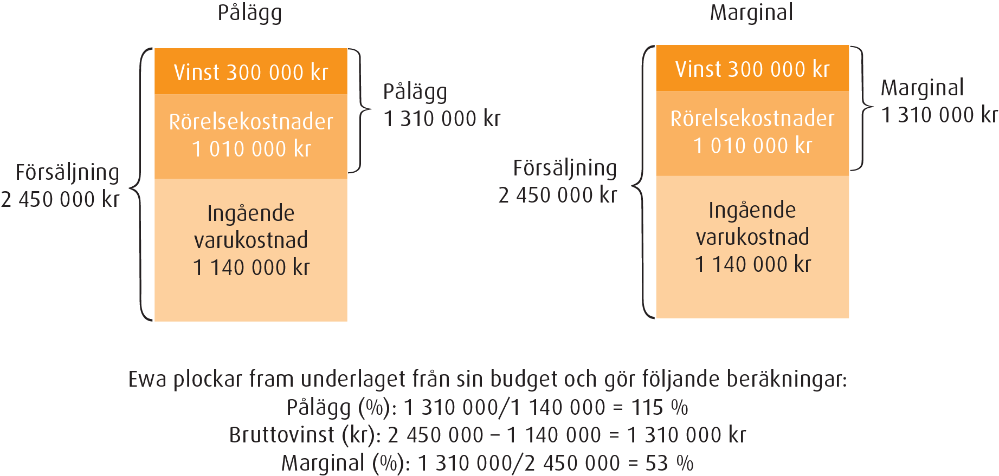 Pålägg
Försäljning
2 450 000 kr
Vinst 300 000 kr
Rörelsekostnader
1 010 000 kr
Ingående
varukostnad
1 140 000 kr
Pålägg
1 310 000 kr
Marginal
Försäljning
2 450 000 kr
Vinst 300 000 kr
Rörelsekostnader
1 010 000 kr
Ingående
varukostnad
1 140 000 kr
Marginal
1 310 000 kr
Ewa plockar fram underlaget från sin budget och gör följande beräkningar:
Pålägg (%): 1 310 000/1 140 000 = 115 %
Bruttovinst (kr): 2 450 000 – 1 140 000 = 1 310 000 kr
Marginal (%): 1 310 000/2 450 000 = 53 %